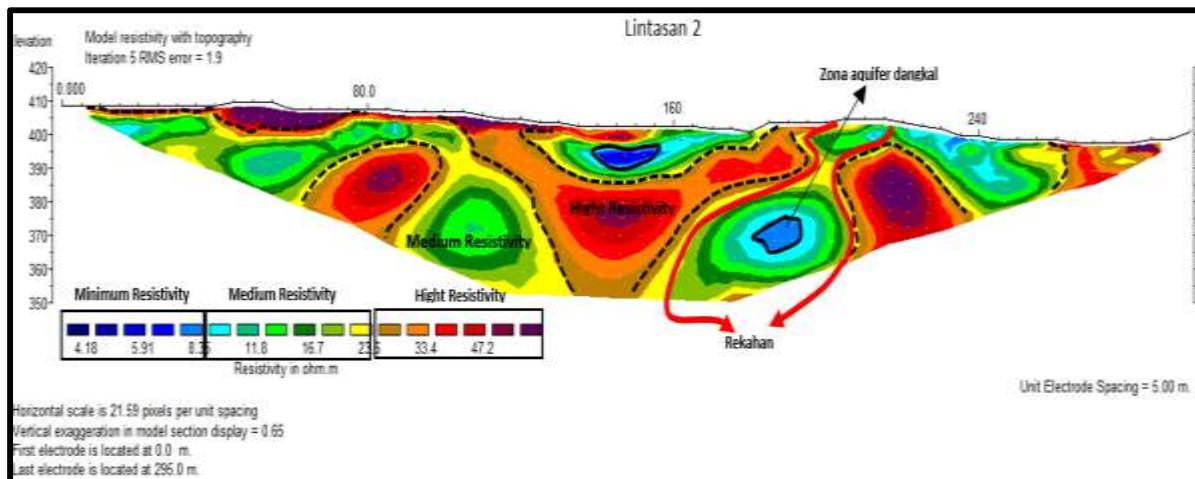 Lintasan 2
levation
Model resistivity with topography
Iteration 5 RMS error = 1.9
Zona aquifer dangkal
420
410
400
390
380
370
360
350
0.000
80.0
160
240
Hight Resistivity
Medium Resistivity
Minimum Resistivity Medium Resistivity Hight Resistivity
4.18 5.91 8.35 11.8 16.7 23.6 33.4 47.2
Resistivity in ohm.m
Rekahan
Unit Electrode Spacing = 5.00 m.
Horizontal scale is 21.59 pixels per unit spacing
Vertical exaggeration in model section display = 0.65
First electrode is located at 0.0 m.
Last electrode is located at 295.0 m.